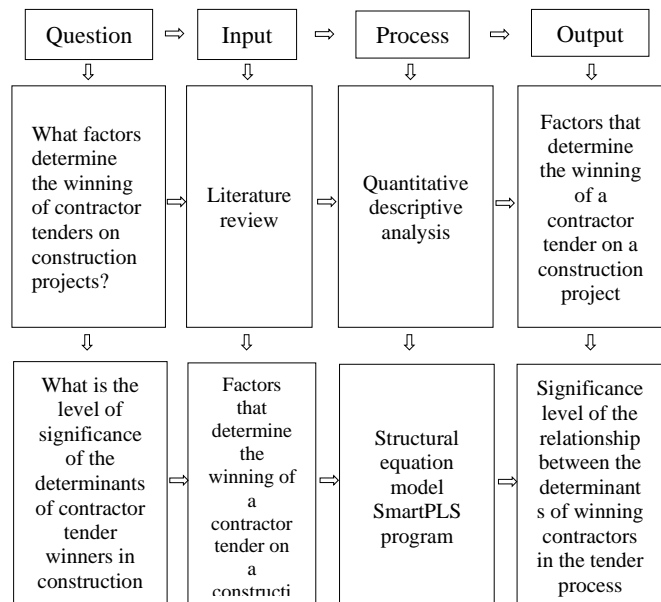 Question
Input
Process
Output
What factors
determine
the winning
of contractor
tenders on
construction
projects?
Literature
review
Quantitative
descriptive
analysis
Factors that
determine
the winning
of a
contractor
tender on a
construction
project
What is the
level of
significance
of the
determinants
of contractor
tender
winners in
construction
Factors
that
determine
the
winning of
a
contractor
tender on
a
constructi
Structural
equation
model
SmartPLS
program
Significance
level of the
relationship
between the
determinant
s of winning
contractors
in the tender
process